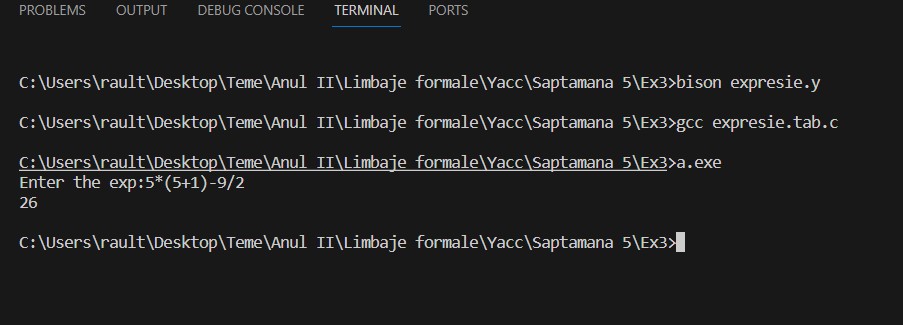 PROBLEMS OUTPUT DEBUG CONSOLE TERMINAL PORTS
C:\Users\rault\Desktop\Teme\Anul II\Limbaje formale\Yacc\Saptamana 5\Ex3>bison expresie.y
C:\Users\rault\Desktop\Teme\Anul II\Limbaje formale\Yacc\Saptamana 5\Ex3>gcc expresie.tab.c
C:\Users\rault\Desktop\Teme\Anul II\Limbaje formale\Yacc\Saptamana 5\Ex3>a.exe
Enter the exp:5*(5+1)-9/2
26
C:\Users\rault\Desktop\Teme\Anul II\Limbaje formale\Yacc\Saptamana 5\Ex3>